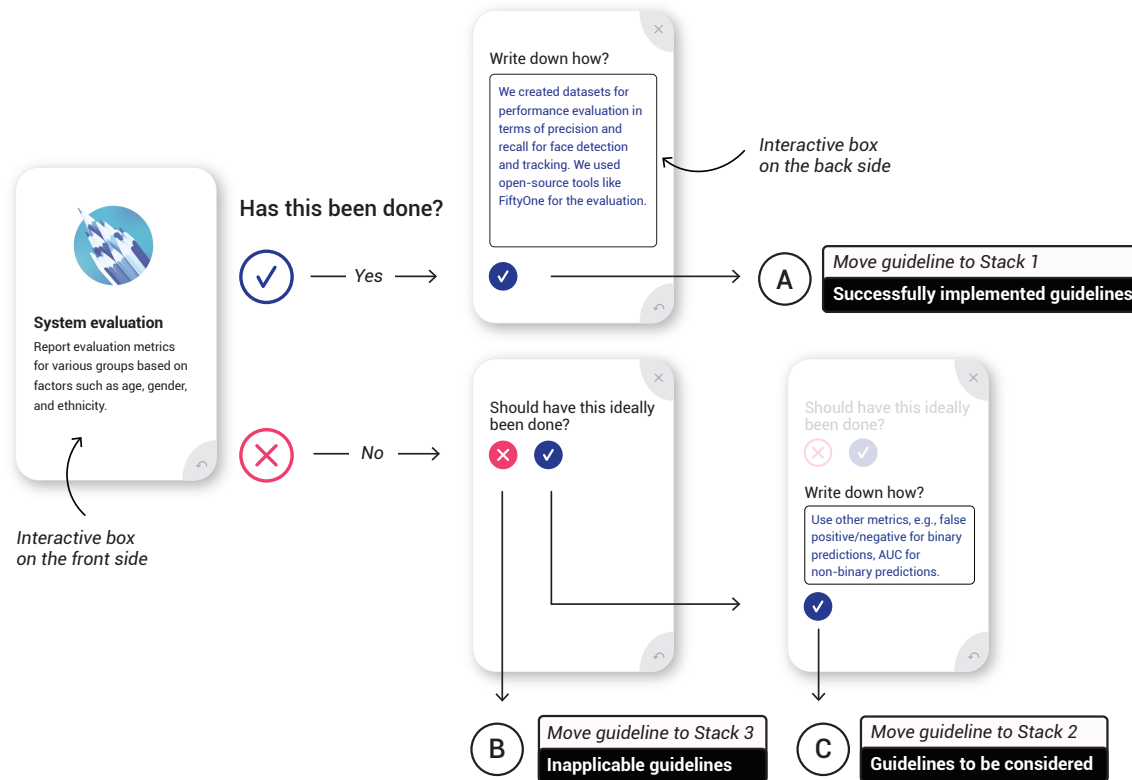 Write down how?
We created datasets for
performance evaluation in
terms of precision and
recall for face detection
and tracking. We used
open-source tools like
FiftyOne for the evaluation.
Interactive box
on the back side
System evaluation
Report evaluation metrics
for various groups based on
factors such as age, gender,
and ethnicity.
Interactive box
on the front side
Has this been done?
Yes
A
Move guideline to Stack 1
Successfully implemented guidelines
No
Should have this ideally
been done?
Should have this ideally
been done?
Write down how?
Use other metrics, e.g., false
positive/negative for binary
predictions, AUC for
non-binary predictions.
B
Move guideline to Stack 3
Inapplicable guidelines
C
Move guideline to Stack 2
Guidelines to be considered